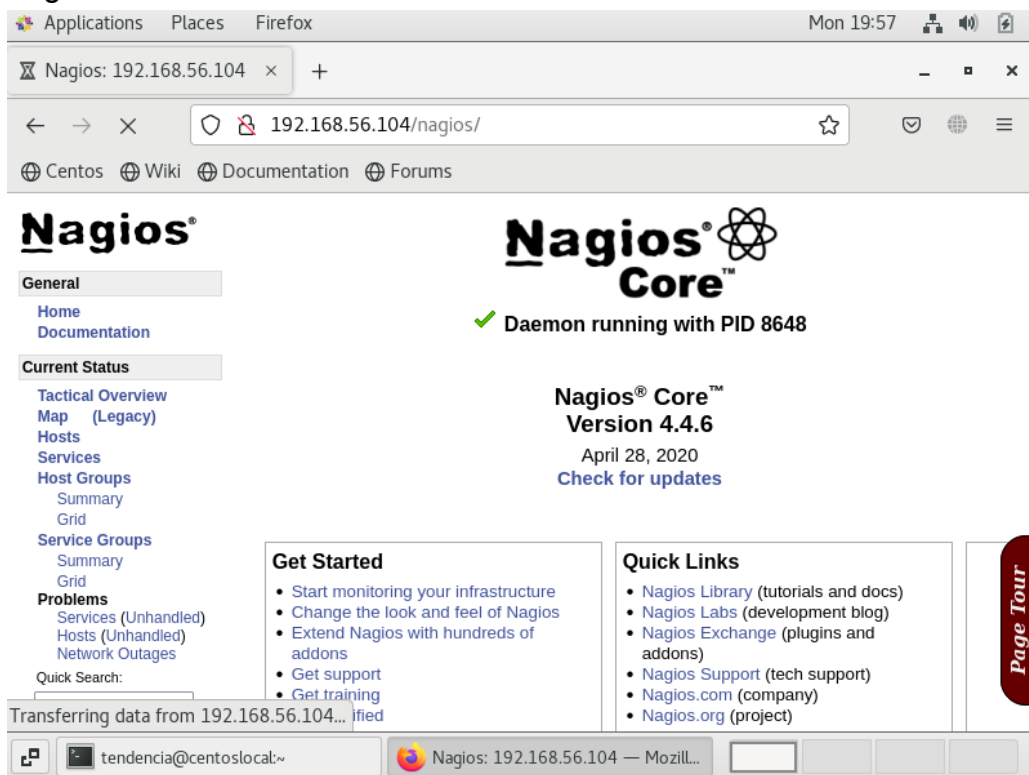 Applications Places Firefox Mon 19:57
Nagios: 192.168.56.104 × +
192.168.56.104/nagios/
Centos Wiki Documentation Forums
Nagios®
General
Home
Documentation
Current Status
Tactical Overview
Map (Legacy)
Hosts
Services
Host Groups
Summary
Grid
Service Groups
Summary
Grid
Problems
Services (Unhandled)
Hosts (Unhandled)
Network Outages
Quick Search:
Nagios®
Core™
Daemon running with PID 8648
Nagios® Core™
Version 4.4.6
April 28, 2020
Check for updates
Get Started
• Start monitoring your infrastructure
• Change the look and feel of Nagios
• Extend Nagios with hundreds of
addons
• Get support
• Get training
ified
Quick Links
• Nagios Library (tutorials and docs)
• Nagios Labs (development blog)
• Nagios Exchange (plugins and
addons)
• Nagios Support (tech support)
• Nagios.com (company)
• Nagios.org (project)
Page Tour
Transferring data from 192.168.56.104...
tendencia@centoslocal:~ Nagios: 192.168.56.104 — Mozill...